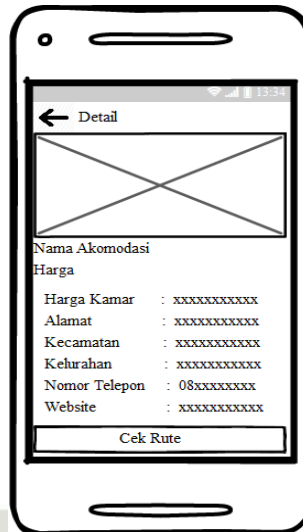 13:34
Detail
Nama Akomodasi
Harga
Harga Kamar : xxxxxxxxxxx
Alamat : xxxxxxxxxxx
Kecamatan : xxxxxxxxxxx
Kelurahan : xxxxxxxxxxx
Nomor Telepon : 08xxxxxxxx
Website : xxxxxxxxxxx
Cek Rute